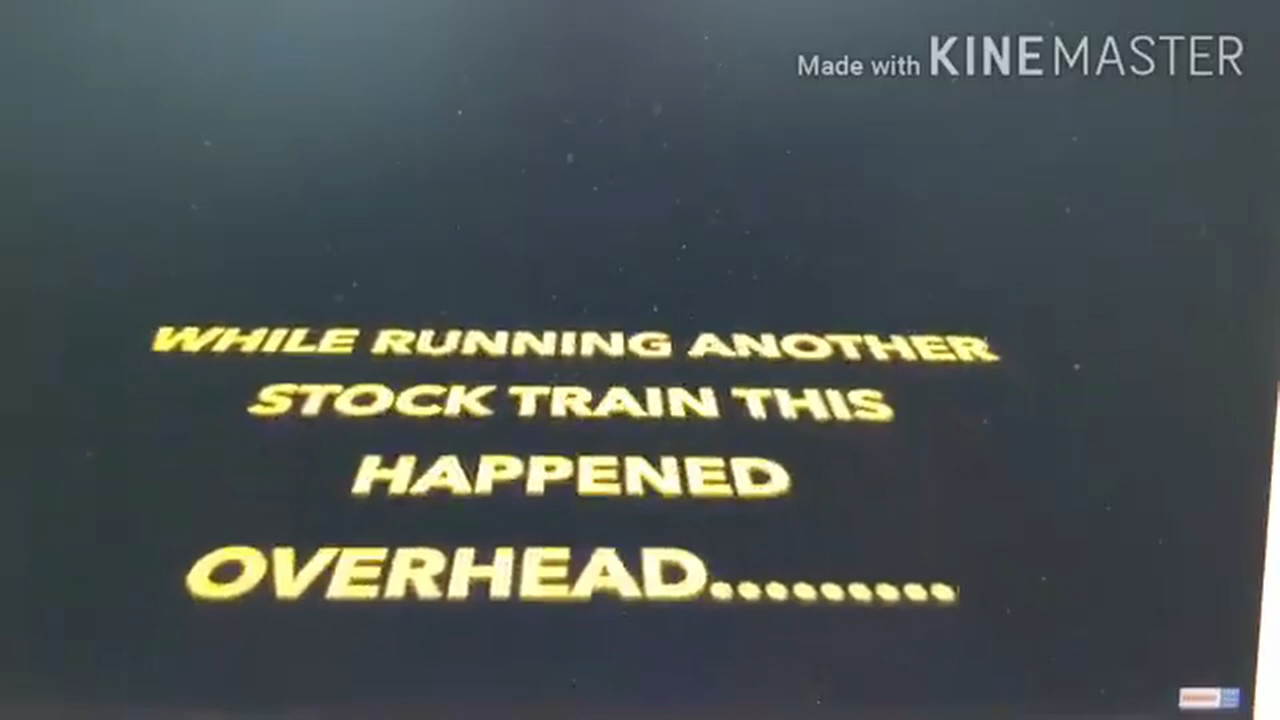 Made with KINEMASTER
WHILE RUNNING ANOTHER
STOCK TRAIN THIS
HAPPENED
OVERHEAD.........